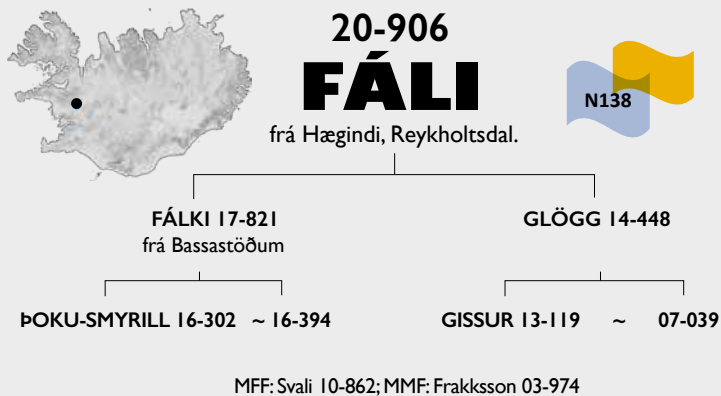 20-906
FÁLI
N138
frá Hægindi, Reykholtsdal.
FÁLKI 17-821
GLÖGG 14-448
frá Bassastöðum
ÞOKU-SMYRILL 16-302 ~ 16-394
GISSUR 13-119 ~ 07-039
MFF: Svali 10-862; MMF: Frakksson 03-974